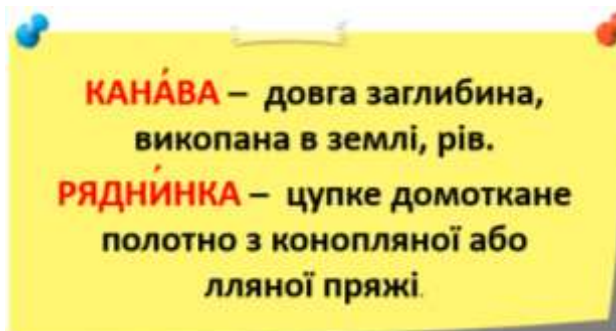 КАНА́ВА – довга заглибина,
викопана в землі, рів.
РЯДНИ́НКА – цупке домоткане
полотно з конопляної або
лляної пряжі.